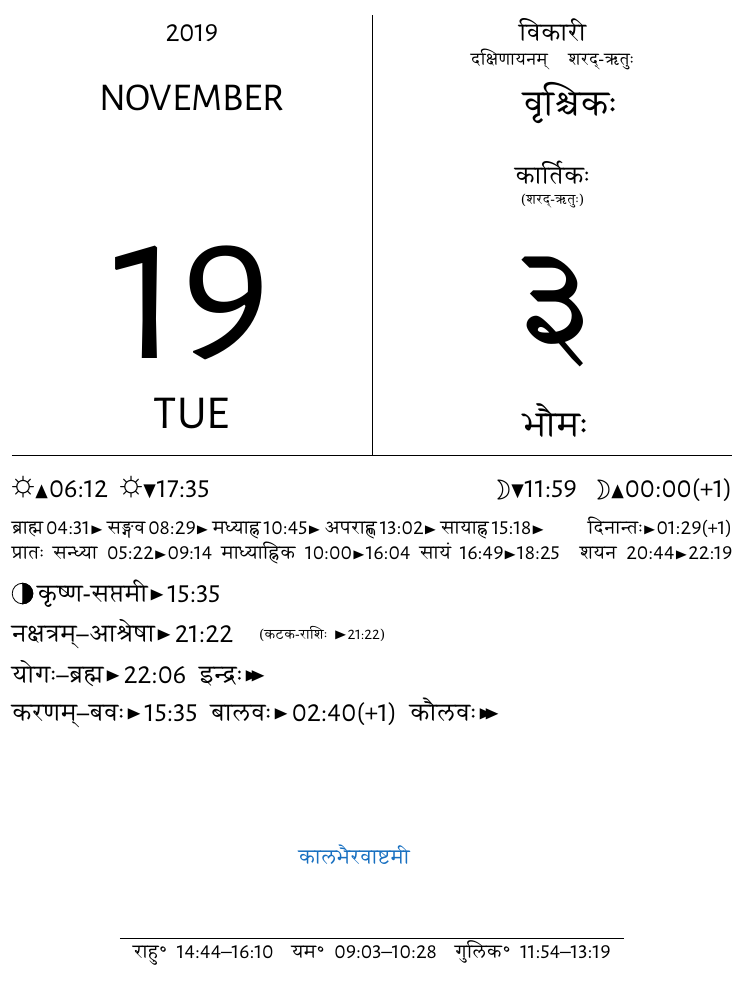 2019
NOVEMBER
19
TUE
विकारी
दक्षिणायनम् शरद्-ऋतुः
वृश्चिकः
कार्तिकः
(शरद्-ऋतुः)
३
भौमः
☼▲06:12 ☼▼17:35 ☽▼11:59 ☽▲00:00(+1)
ब्राह्म 04:31► सङ्गव 08:29► मध्याह्न 10:45► अपराह्ण 13:02► सायाह्न 15:18► दिनान्तः►01:29(+1)
प्रातः सन्ध्या 05:22►09:14 माध्याह्निक 10:00►16:04 सायं 16:49►18:25 शयन 20:44►22:19
◑कृष्ण-सप्तमी►15:35
नक्षत्रम्–आश्रेषा►21:22 (कटक-राशिः ►21:22)
योगः–ब्रह्म►22:06 इन्द्रः►►
करणम्–बवः►15:35 बालवः►02:40(+1) कौलवः►►
कालभैरवाष्टमी
राहु° 14:44–16:10 यम° 09:03–10:28 गुलिक° 11:54–13:19